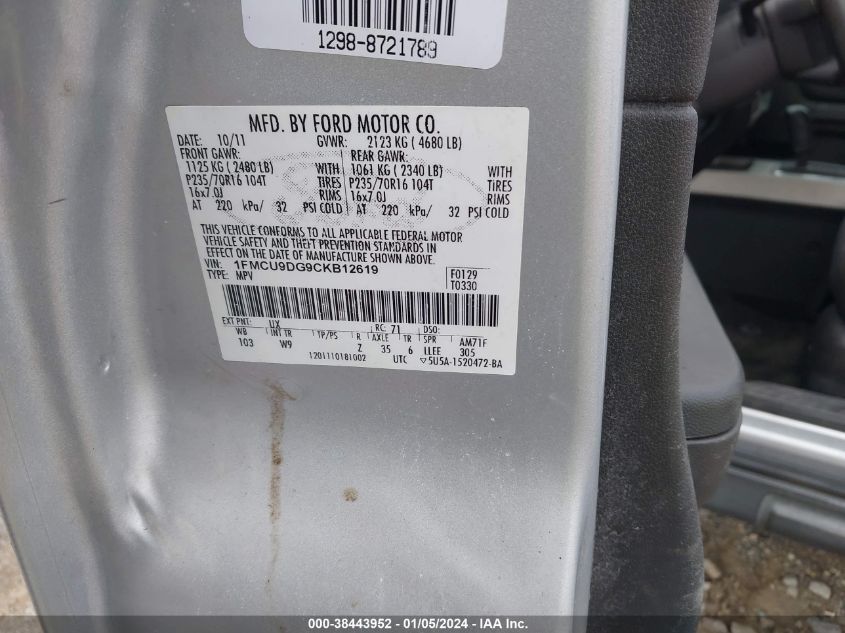 1298-8721789
MFD. BY FORD MOTOR CO.
DATE: 10/11 GVWR: 2123 KG ( 4680 LB)
FRONT GAWR: REAR GAWR:
1125 KG ( 2480 LB) WITH 1061 KG ( 2340 LB) WITH
P235/70R16 104T TIRES P235/70R16 104T TIRES
16x7.0J RIMS 16x7.0J RIMS
AT 220 kPa/ 32 PSI COLD AT 220 kPa/ 32 PSI COLD
THIS VEHICLE CONFORMS TO ALL APPLICABLE FEDERAL MOTOR
VEHICLE SAFETY AND THEFT PREVENTION STANDARDS IN
EFFECT ON THE DATE OF MANUFACTURE SHOWN ABOVE.
VIN: 1FMCU9DG9CKB12619 F0129
TYPE: MPV T0330
EXT PNT: UX RC: 71 DSO:
WB INT TR TP/PS R AXLE TR SPR AM71F
103 W9 Z 35 6 LLEE 305
1201110181002 UTC ▽5U5A-1520472-BA
000-38443952 - 01/05/2024 - IAA Inc.